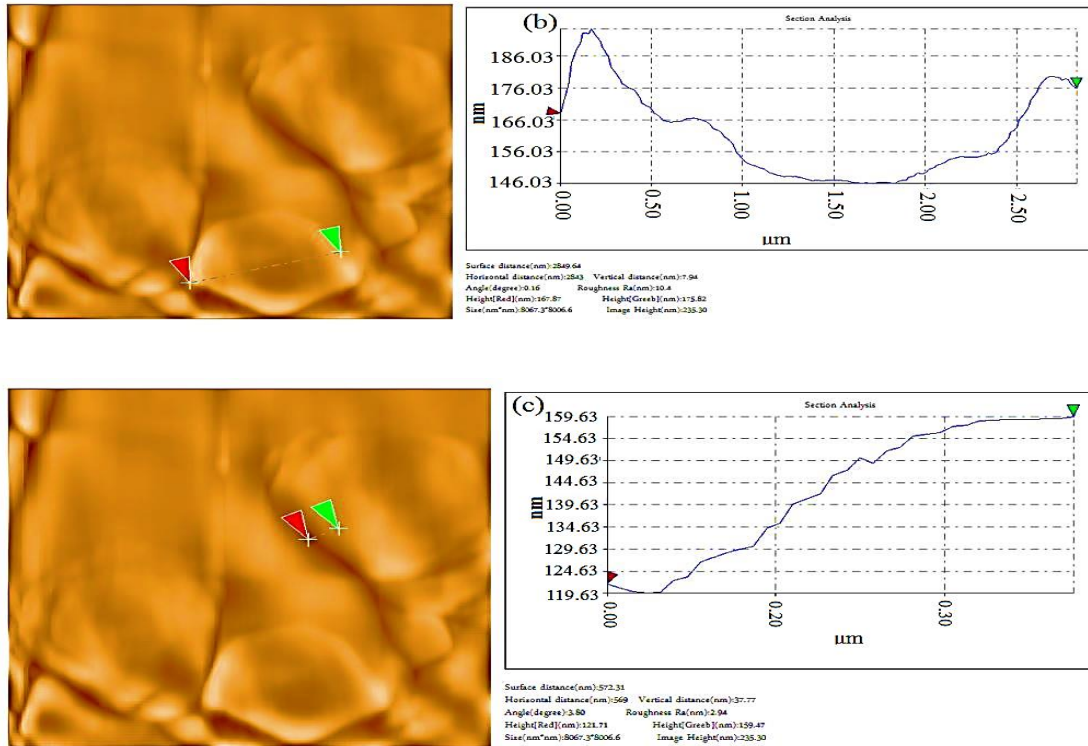 (b)
Section Analysis
nm
186.03
176.03
166.03
156.03
146.03
0.00 0.50 1.00 1.50 2.00 2.50
µm
Surface distance(nm):2849.64
Horizontal distance(nm):2843 Vertical distance(nm):7.94
Angle(degree):0.16 Roughness Ra(nm):10.4
Height[Red](nm):167.87 Height[Greeb](nm):175.82
Size(nm*nm):8067.3*8006.6 Image Height(nm):235.30
(c)
Section Analysis
nm
159.63
154.63
149.63
144.63
139.63
134.63
129.63
124.63
119.63
0.00 0.20 0.30
µm
Surface distance(nm):572.31
Horizontal distance(nm):569 Vertical distance(nm):37.77
Angle(degree):3.80 Roughness Ra(nm):2.94
Height[Red](nm):121.71 Height[Greeb](nm):159.47
Size(nm*nm):8067.3*8006.6 Image Height(nm):235.30